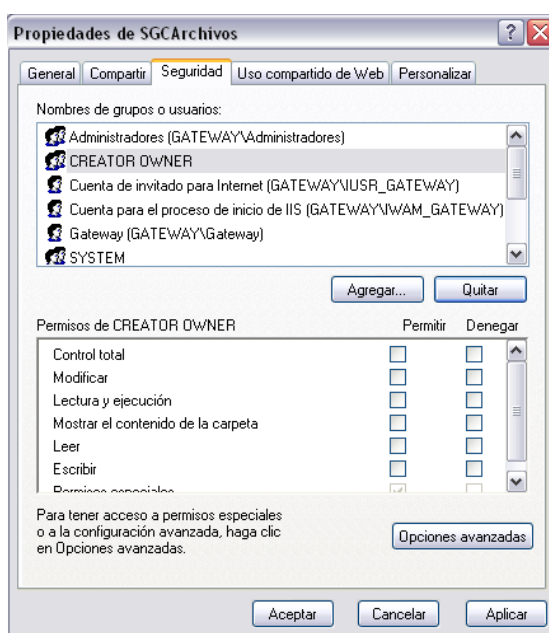 Propiedades de SGCArchivos
General Compartir Seguridad Uso compartido de Web Personalizar
Nombres de grupos o usuarios:
Administradores (GATEWAY\Administradores)
CREATOR OWNER
Cuenta de invitado para Internet (GATEWAY\IUSR_GATEWAY)
Cuenta para el proceso de inicio de IIS (GATEWAY\IWAM_GATEWAY)
Gateway (GATEWAY\Gateway)
SYSTEM
Agregar... Quitar
Permisos de CREATOR OWNER Permitir Denegar
Control total
Modificar
Lectura y ejecución
Mostrar el contenido de la carpeta
Leer
Escribir
Permisos especiales
Para tener acceso a permisos especiales
o a la configuración avanzada, haga clic
en Opciones avanzadas.
Opciones avanzadas
Aceptar Cancelar Aplicar